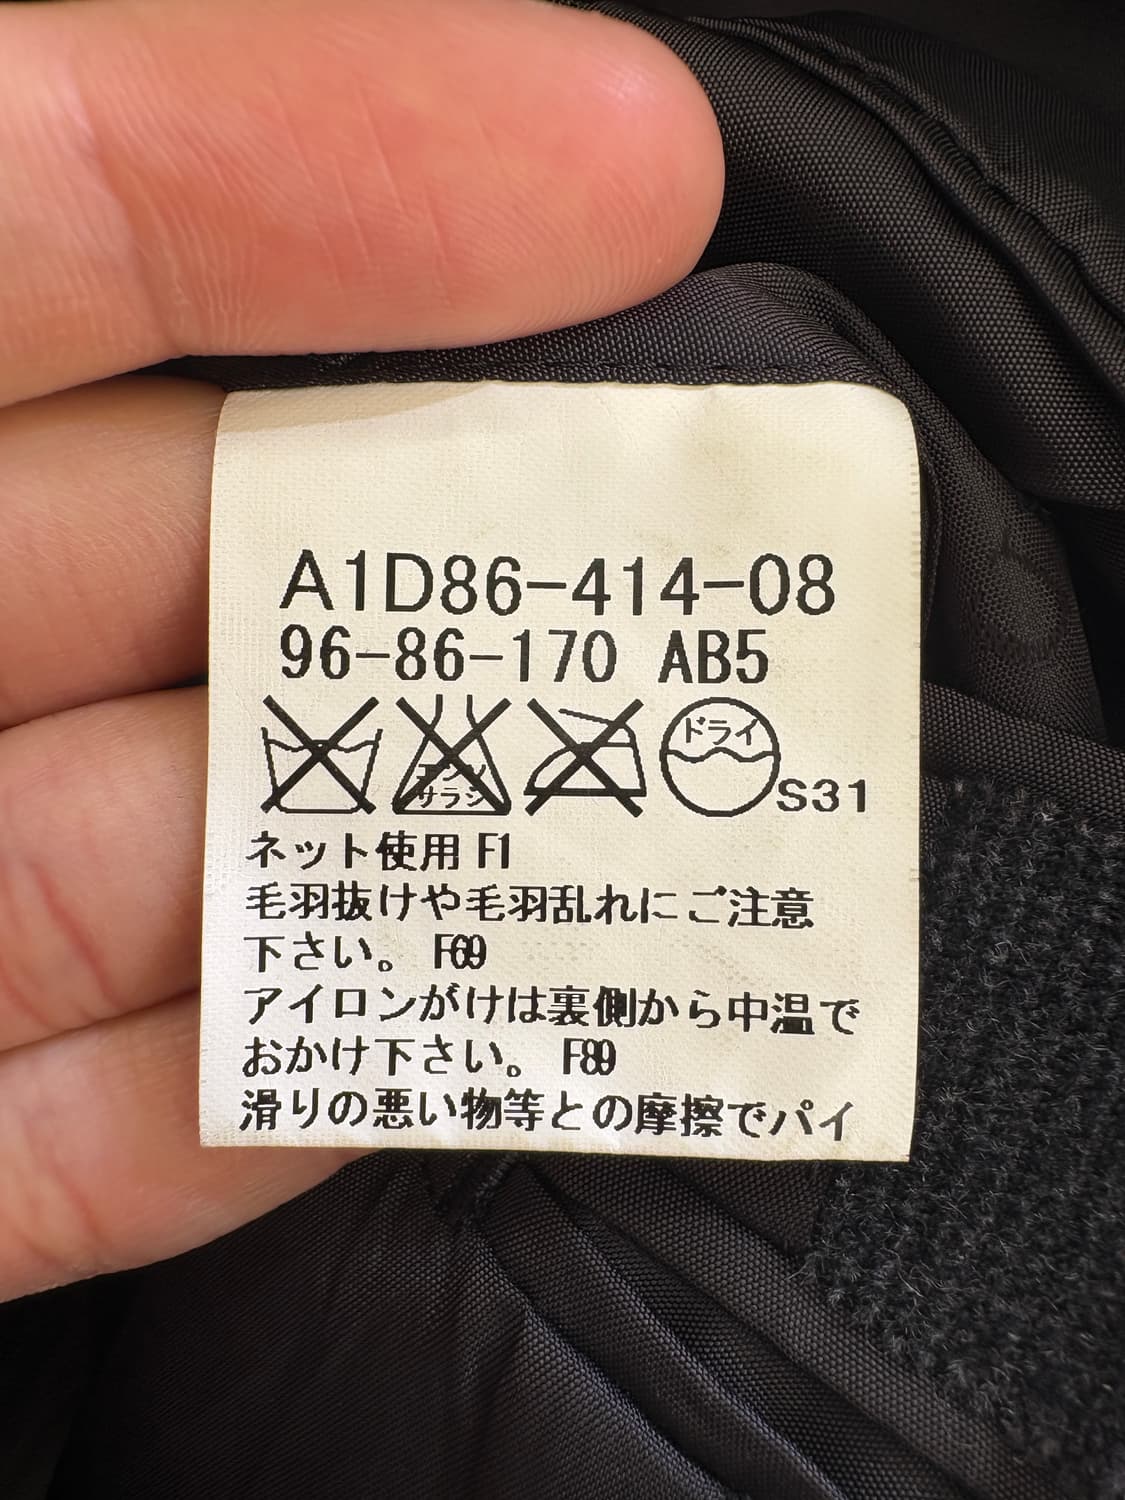 A1D86-414-08
96-86-170 AB5
エンソ
サラシ
ドライ
S31
ネット使用 F1
毛羽抜けや毛羽乱れにご注意
下さい。 F69
アイロンがけは裏側から中温で
おかけ下さい。 F89
滑りの悪い物等との摩擦でパイ